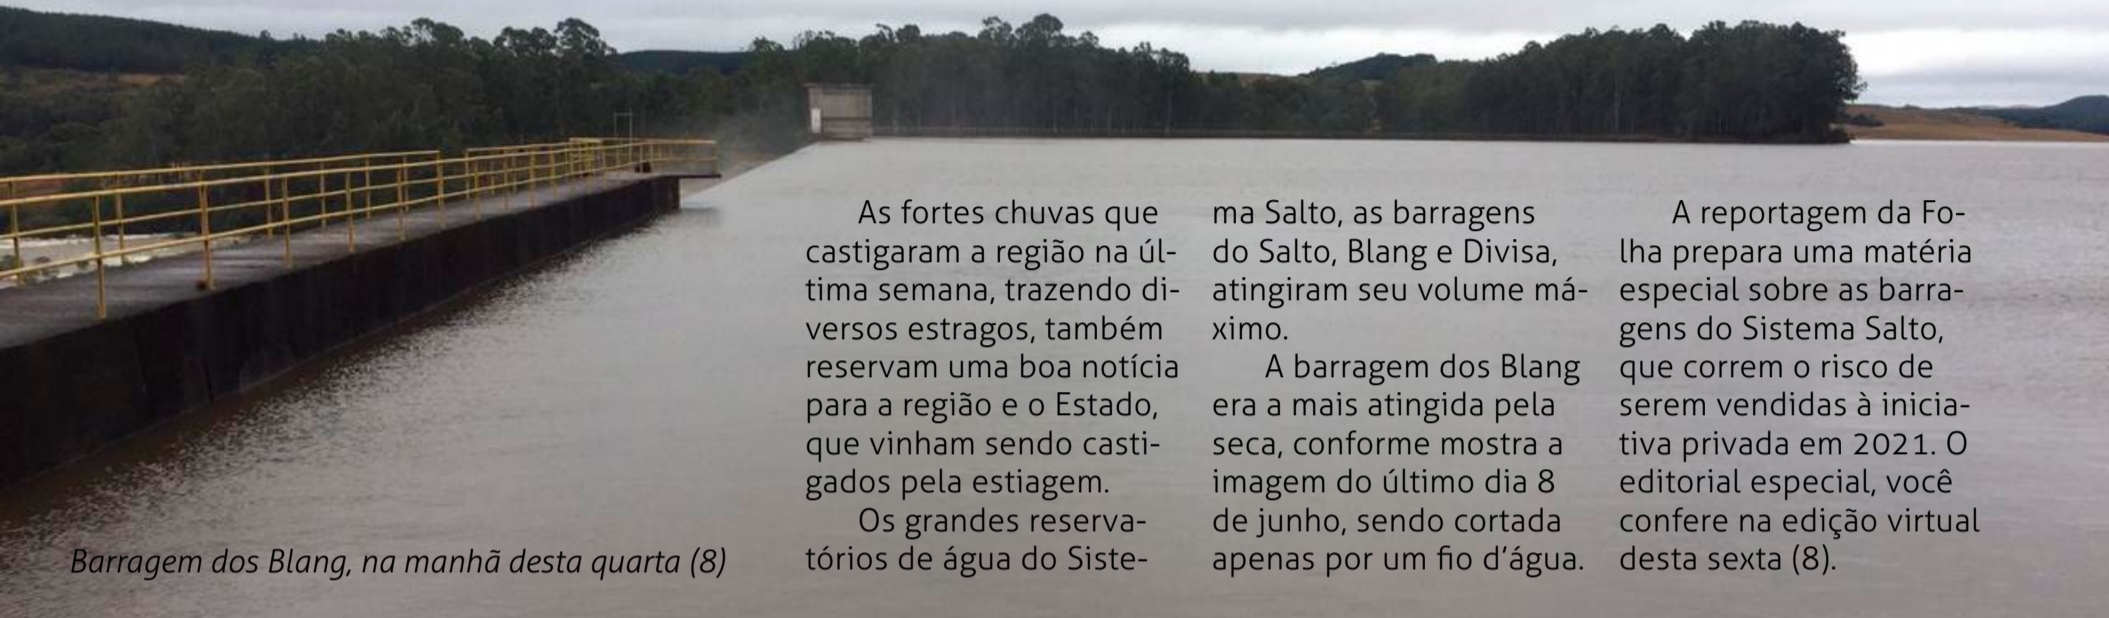 As fortes chuvas que
castigaram a região na úl-
tima semana, trazendo di-
versos estragos, também
reservam uma boa notícia
para a região e o Estado,
que vinham sendo casti-
gados pela estiagem.
Os grandes reserva-
tórios de água do Siste-
ma Salto, as barragens
do Salto, Blang e Divisa,
atingiram seu volume má-
ximo.
A barragem dos Blang
era a mais atingida pela
seca, conforme mostra a
imagem do último dia 8
de junho, sendo cortada
apenas por um fio d’água.
A reportagem da Fo-
lha prepara uma matéria
especial sobre as barra-
gens do Sistema Salto,
que correm o risco de
serem vendidas à inicia-
tiva privada em 2021. O
editorial especial, você
confere na edição virtual
desta sexta (8).
Barragem dos Blang, na manhã desta quarta (8)